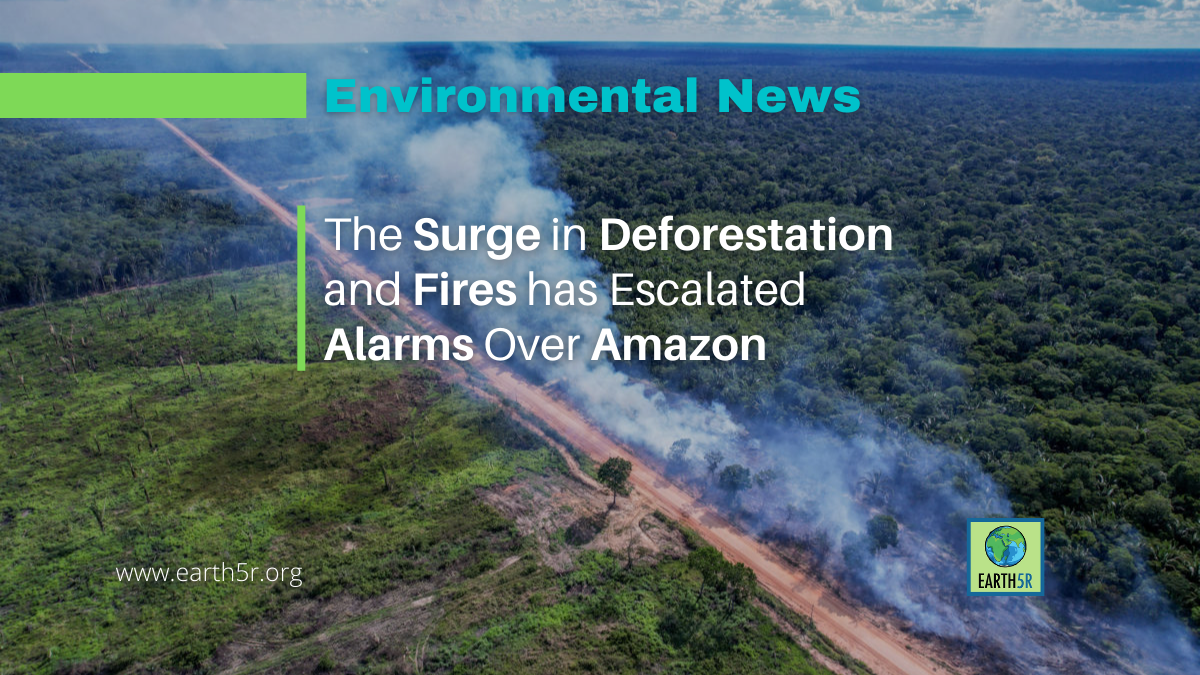 Environmental News
The Surge in Deforestation
and Fires has Escalated
Alarms Over Amazon
www.earth5r.org
EARTH5R